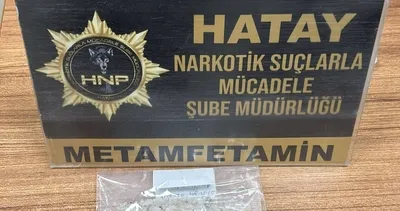 HATAY
NARKOTİK SUÇLARLA
MÜCADELE
ŞUBE MÜDÜRLÜĞÜ
HNP
METAMFETAMİN